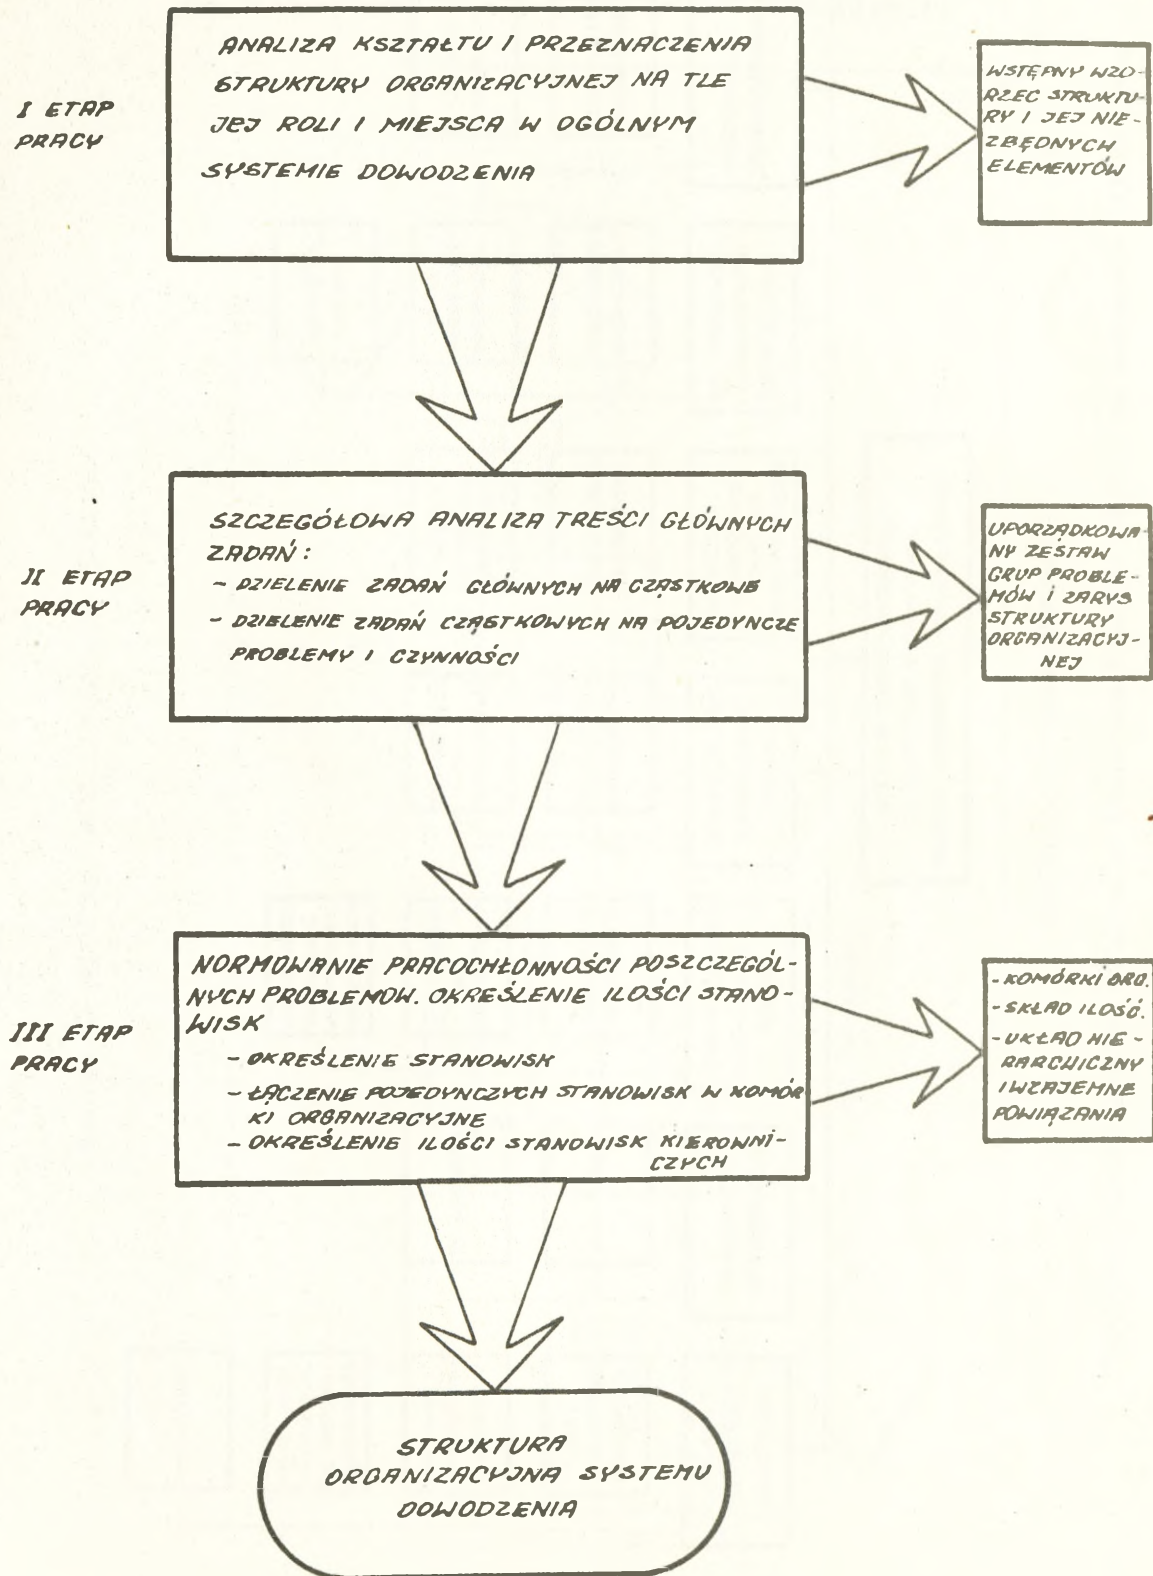 I ETAP
PRACY
ANALIZA KSZTAŁTU I PRZEZNACZENIA
STRUKTURY ORGANIZACYJNEJ NA TLE
JEJ ROLI I MIEJSCA W OGÓLNYM
SYSTEMIE DOWODZENIA
WSTĘPNY WZO-
RZEC STRUKTU-
RY I JEJ NIE-
ZBĘDNYCH
ELEMENTÓW
II ETAP
PRACY
SZCZEGÓŁOWA ANALIZA TREŚCI GŁÓWNYCH
ZADAŃ:
- DZIELENIE ZADAŃ GŁÓWNYCH NA CZĄSTKOWE
- DZIELENIE ZADAŃ CZĄSTKOWYCH NA POJEDYNCZE
PROBLEMY I CZYNNOŚCI
UPORZĄDKOWA-
NY ZESTAW
GRUP PROBLE-
MÓW I ZARYS
STRUKTURY
ORGANIZACYJ-
NEJ
III ETAP
PRACY
NORMOWANIE PRACOCHŁONNOŚCI POSZCZEGÓL-
NYCH PROBLEMÓW. OKREŚLENIE ILOŚCI STANO-
WISK
- OKREŚLENIE STANOWISK
- ŁĄCZENIE POJEDYNCZYCH STANOWISK W KOMÓR
KI ORGANIZACYJNE
- OKREŚLENIE ILOŚCI STANOWISK KIEROWNI-
CZYCH
- KOMÓRKI ORG.
- SKŁAD ILOŚĆ.
- UKŁAD HIE-
RARCHICZNY
I WZAJEMNE
POWIĄZANIA
STRUKTURA
ORGANIZACYJNA SYSTEMU
DOWODZENIA